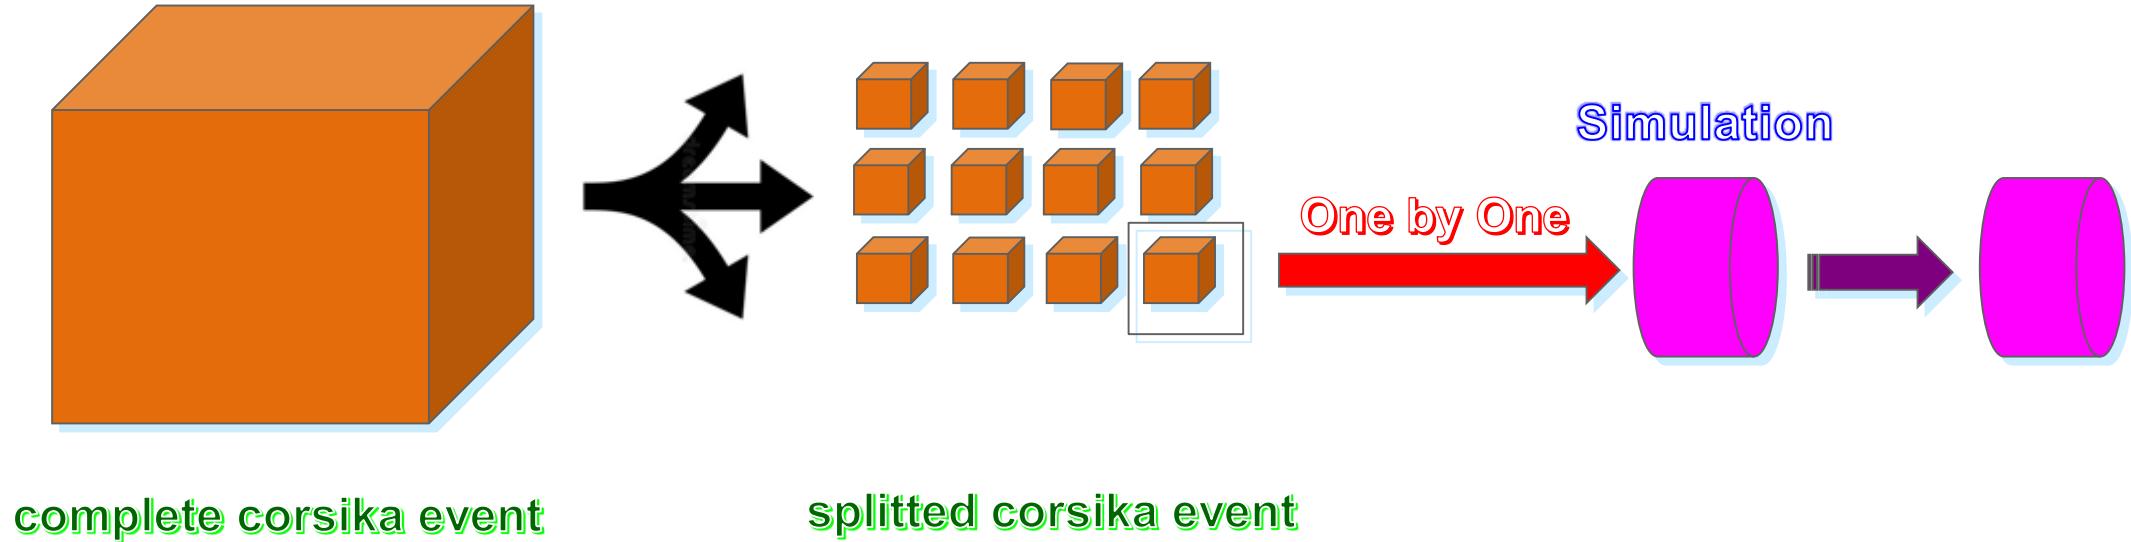 Simulation
One by One
complete corsika event
splitted corsika event